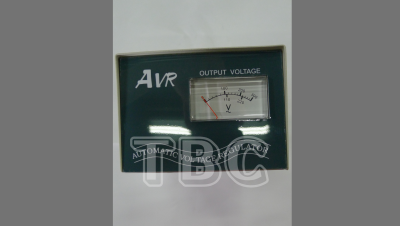 AVR
OUTPUT VOLTAGE
V
AUTOMATIC VOLTAGE REGULATOR
TBC